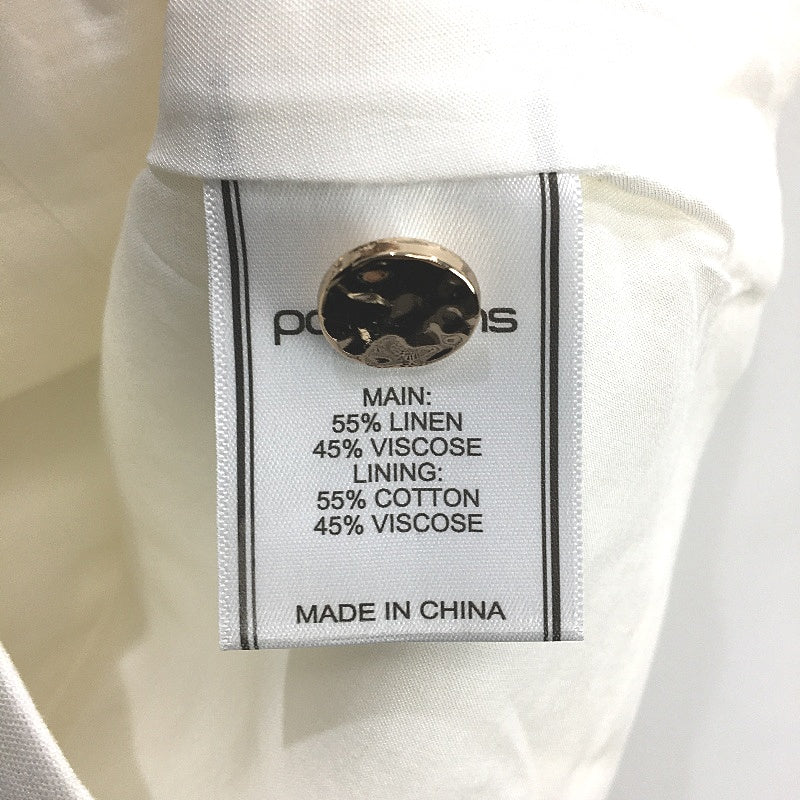 MAIN:
55% LINEN
45% VISCOSE
LINING:
55% COTTON
45% VISCOSE
MADE IN CHINA